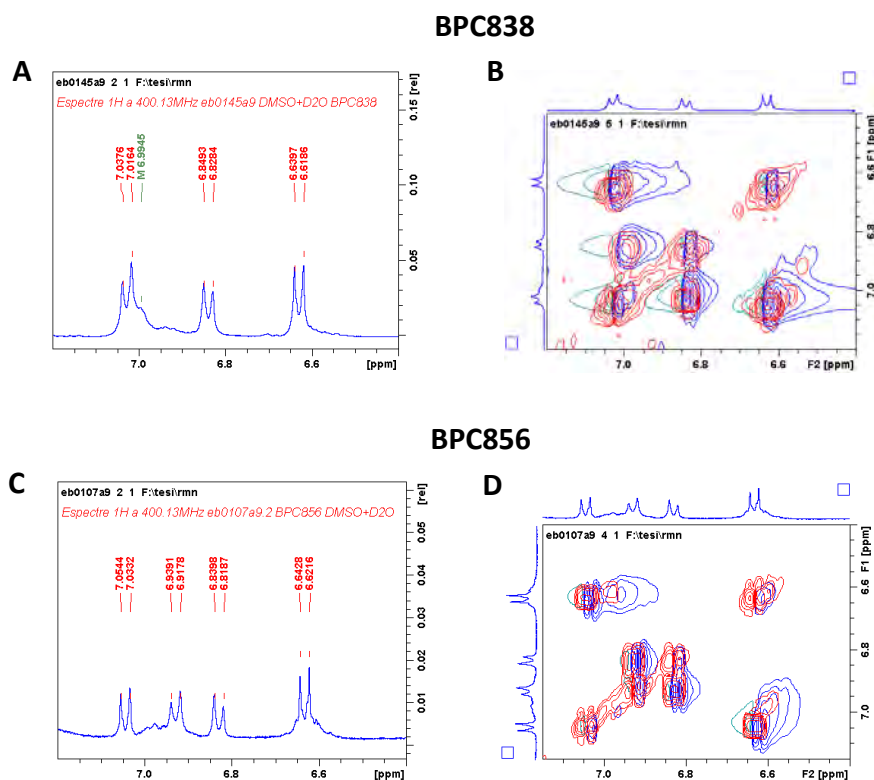 BPC838
A
eb0145a9 2 1 F:\tesi\rmn
Espectre 1H a 400.13MHz eb0145a9 DMSO+D2O BPC838
7.0376
7.0164
M 6.9945
6.8493
6.8284
6.6397
6.6186
[rel]
0.15
0.10
0.05
7.0
6.8
6.6
[ppm]
B
eb0145a9 5 1 F:\tesi\rmn
F1 [ppm]
6.6
6.8
7.0
7.0
6.8
6.6
F2 [ppm]
BPC856
C
eb0107a9 2 1 F:\tesi\rmn
Espectre 1H a 400.13MHz eb0107a9.2 BPC856 DMSO+D2O
7.0544
7.0332
6.9391
6.9178
6.8398
6.8187
6.6428
6.6216
[rel]
0.05
0.04
0.03
0.02
0.01
7.0
6.8
6.6
[ppm]
D
eb0107a9 4 1 F:\tesi\rmn
F1 [ppm]
6.6
6.8
7.0
7.0
6.8
6.6
F2 [ppm]